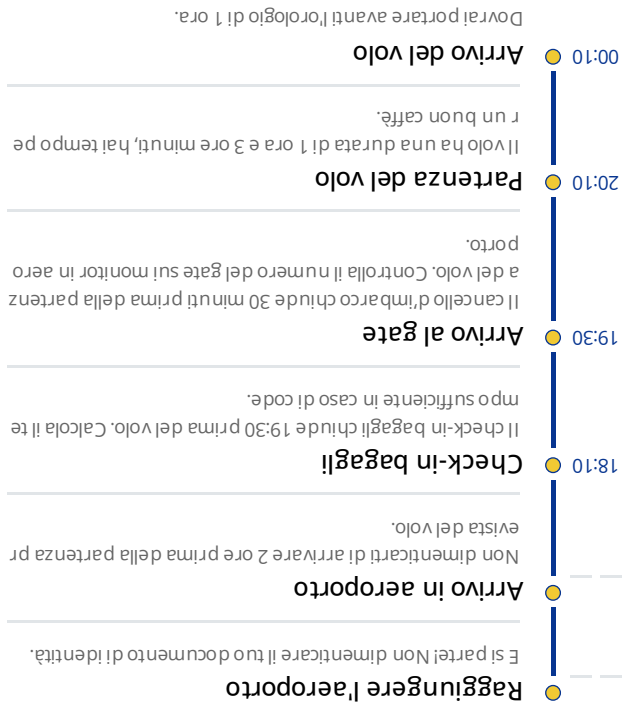 Raggiungere l'aeroporto
E si parte! Non dimenticare il tuo documento di identità.
Arrivo in aeroporto
Non dimenticarti di arrivare 2 ore prima della partenza pr
evista del volo.
18:10 Check-in bagagli
Il check-in bagagli chiude 19:30 prima del volo. Calcola il te
mpo sufficiente in caso di code.
19:30 Arrivo al gate
Il cancello d'imbarco chiude 30 minuti prima della partenz
a del volo. Controlla il numero del gate sui monitor in aero
porto.
20:10 Partenza del volo
Il volo ha una durata di 1 ora e 3 ore minuti, hai tempo pe
r un buon caffè.
00:10 Arrivo del volo
Dovrai portare avanti l'orologio di 1 ora.